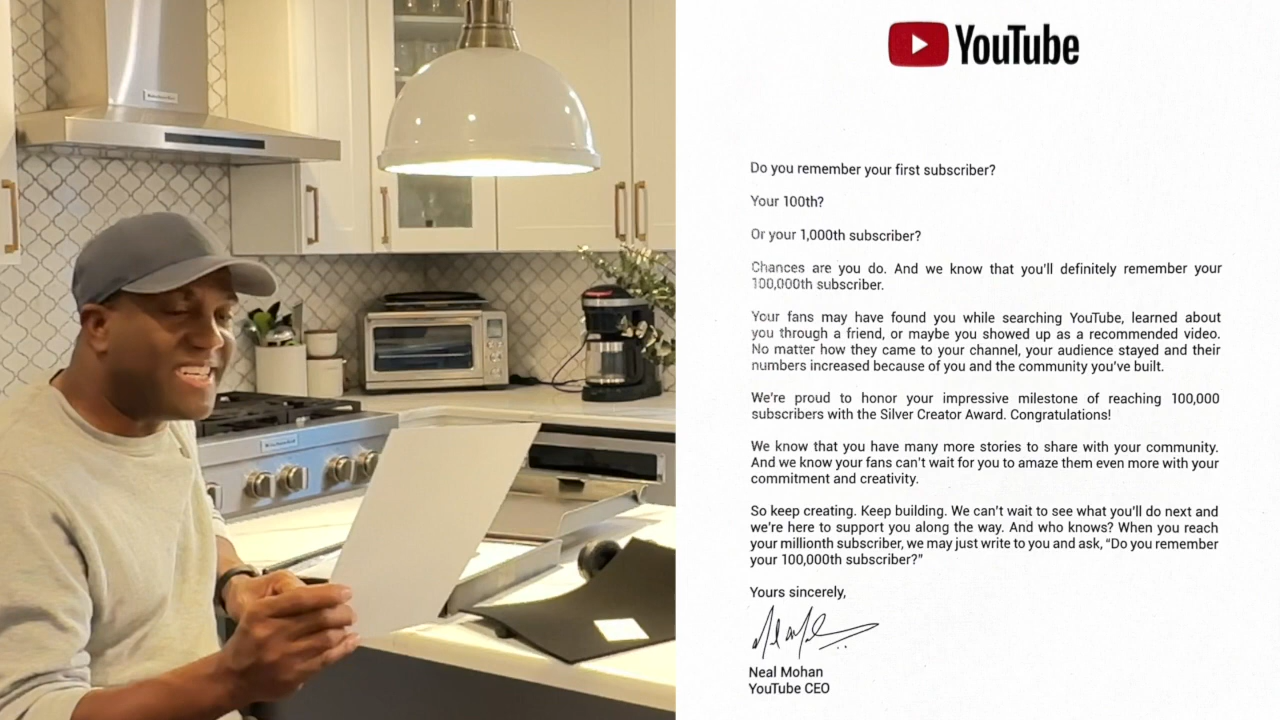 YouTube
Do you remember your first subscriber?
Your 100th?
Or your 1,000th subscriber?
Chances are you do. And we know that you'll definitely remember your
100,000th subscriber.
Your fans may have found you while searching YouTube, learned about
you through a friend, or maybe you showed up as a recommended video.
No matter how they came to your channel, your audience stayed and their
numbers increased because of you and the community you've built.
We're proud to honor your impressive milestone of reaching 100,000
subscribers with the Silver Creator Award. Congratulations!
We know that you have many more stories to share with your community.
And we know your fans can't wait for you to amaze them even more with your
commitment and creativity.
So keep creating. Keep building. We can't wait to see what you'll do next and
we're here to support you along the way. And who knows? When you reach
your millionth subscriber, we may just write to you and ask, “Do you remember
your 100,000th subscriber?”
Yours sincerely,
Neal Mohan
YouTube CEO